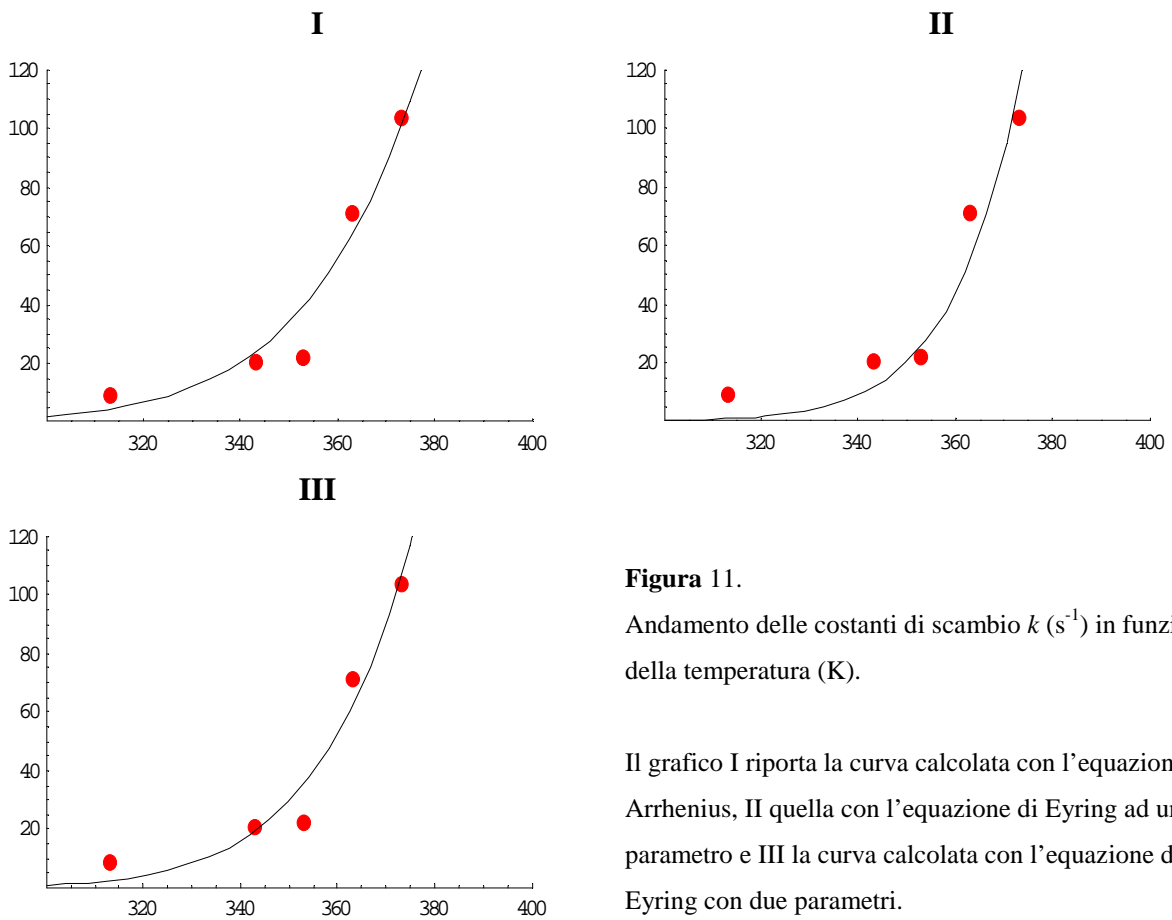 I
120
100
80
60
40
20
320 340 360 380 400
II
120
100
80
60
40
20
320 340 360 380 400
III
120
100
80
60
40
20
320 340 360 380 400
Figura 11.
Andamento delle costanti di scambio k (s-1) in funzi
della temperatura (K).
Il grafico I riporta la curva calcolata con l'equazion
Arrhenius, II quella con l'equazione di Eyring ad u
parametro e III la curva calcolata con l'equazione d
Eyring con due parametri.